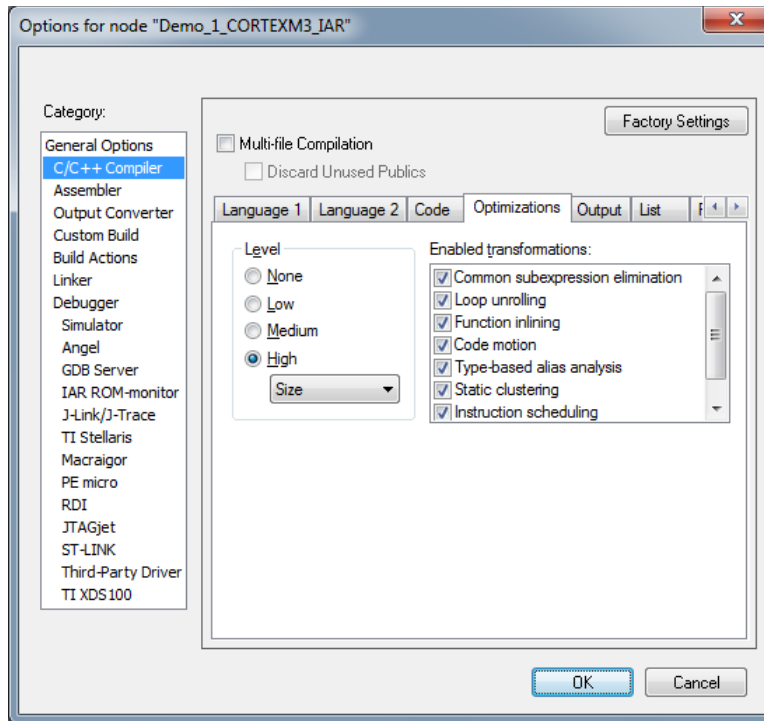 Options for node "Demo_1_CORTEXM3_IAR"
Category:
General Options
C/C++ Compiler
Assembler
Output Converter
Custom Build
Build Actions
Linker
Debugger
Simulator
Angel
GDB Server
IAR ROM-monitor
J-Link/J-Trace
TI Stellaris
Macraigor
PE micro
RDI
JTAGjet
ST-LINK
Third-Party Driver
TI XDS100
Factory Settings
Multi-file Compilation
Discard Unused Publics
Language 1 Language 2 Code Optimizations Output List
Level
None
Low
Medium
High
Size
Enabled transformations:
Common subexpression elimination
Loop unrolling
Function inlining
Code motion
Type-based alias analysis
Static clustering
Instruction scheduling
OK Cancel